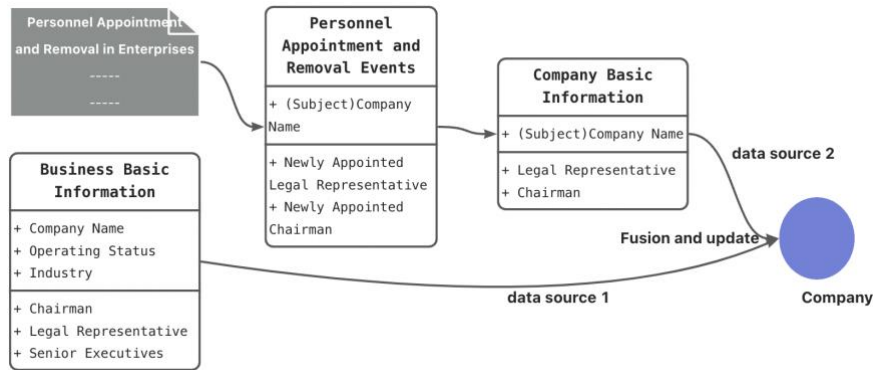 Personnel Appointment
and Removal in Enterprises
-----
-----
Personnel
Appointment and
Removal Events
+ (Subject)Company
Name
+ Newly Appointed
Legal Representative
+ Newly Appointed
Chairman
Company Basic
Information
+ (Subject)Company Name
+ Legal Representative
+ Chairman
Business Basic
Information
+ Company Name
+ Operating Status
+ Industry
+ Chairman
+ Legal Representative
+ Senior Executives
data source 2
Fusion and update
data source 1
Company